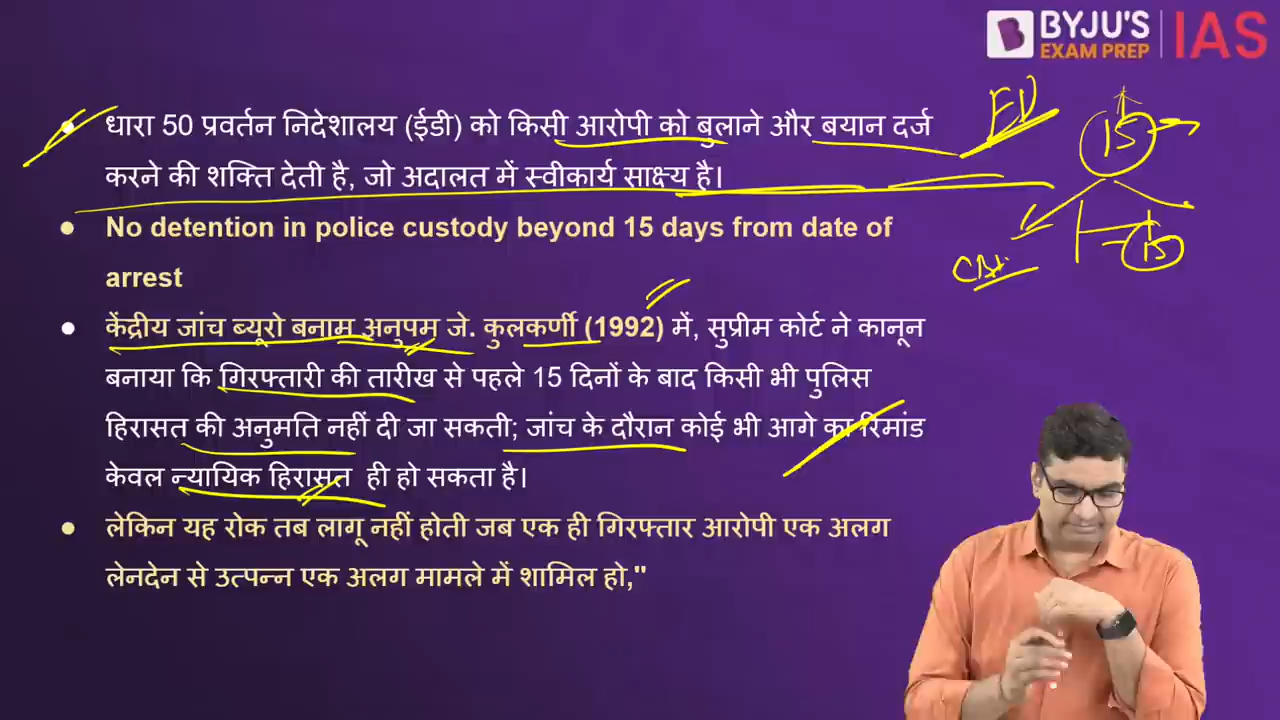 BYJU'S
EXAM PREP
IAS
धारा 50 प्रवर्तन निदेशालय (ईडी) को किसी आरोपी को बुलाने और बयान दर्ज
करने की शक्ति देती है, जो अदालत में स्वीकार्य साक्ष्य है।
ED
15
No detention in police custody beyond 15 days from date of
arrest
15
CBI
केंद्रीय जांच ब्यूरो बनाम अनुपम जे. कुलकर्णी (1992) में, सुप्रीम कोर्ट ने कानून
बनाया कि गिरफ्तारी की तारीख से पहले 15 दिनों के बाद किसी भी पुलिस
हिरासत की अनुमति नहीं दी जा सकती; जांच के दौरान कोई भी आगे का रिमांड
केवल न्यायिक हिरासत ही हो सकता है।
लेकिन यह रोक तब लागू नहीं होती जब एक ही गिरफ्तार आरोपी एक अलग
लेनदेन से उत्पन्न एक अलग मामले में शामिल हो,"